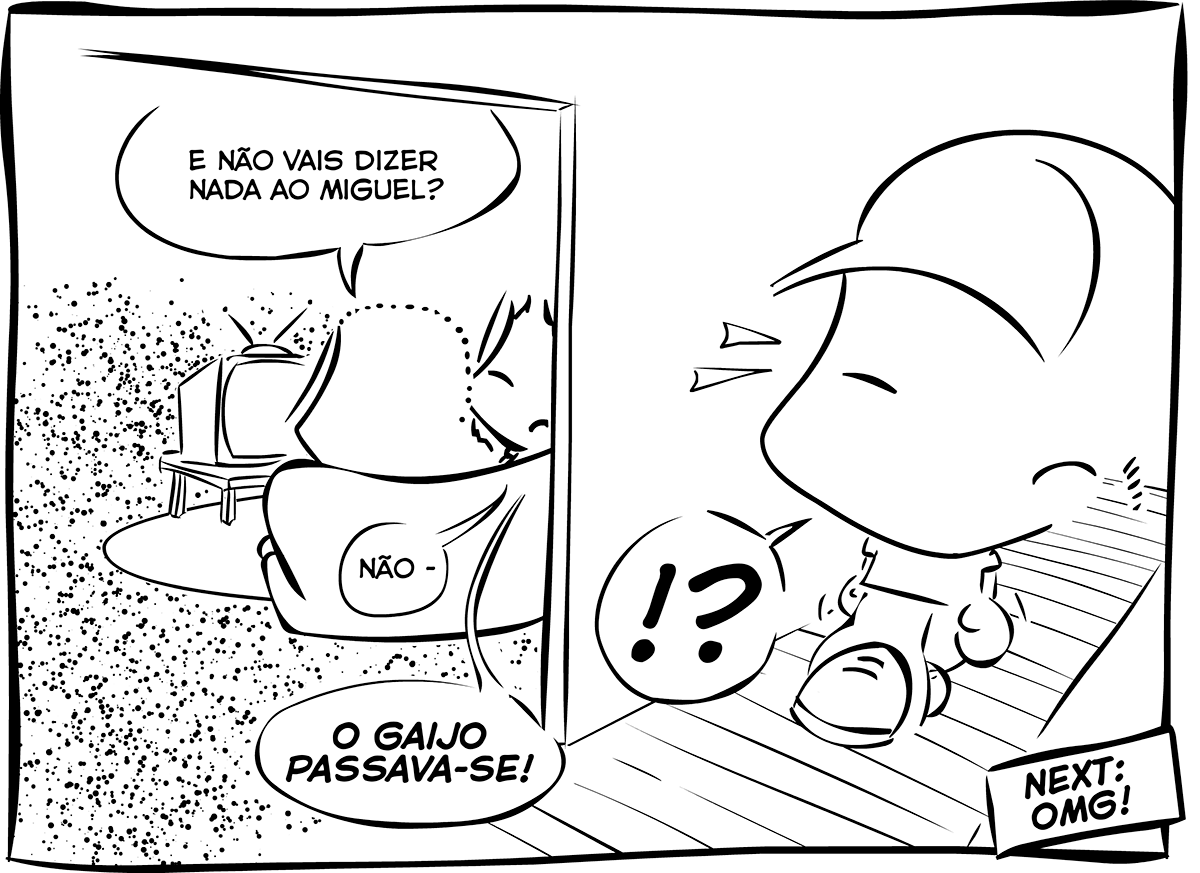 E NÃO VAIS DIZER
NADA AO MIGUEL?
NÃO -
O GAIJO
PASSAVA-SE!
!?
NEXT:
OMG!